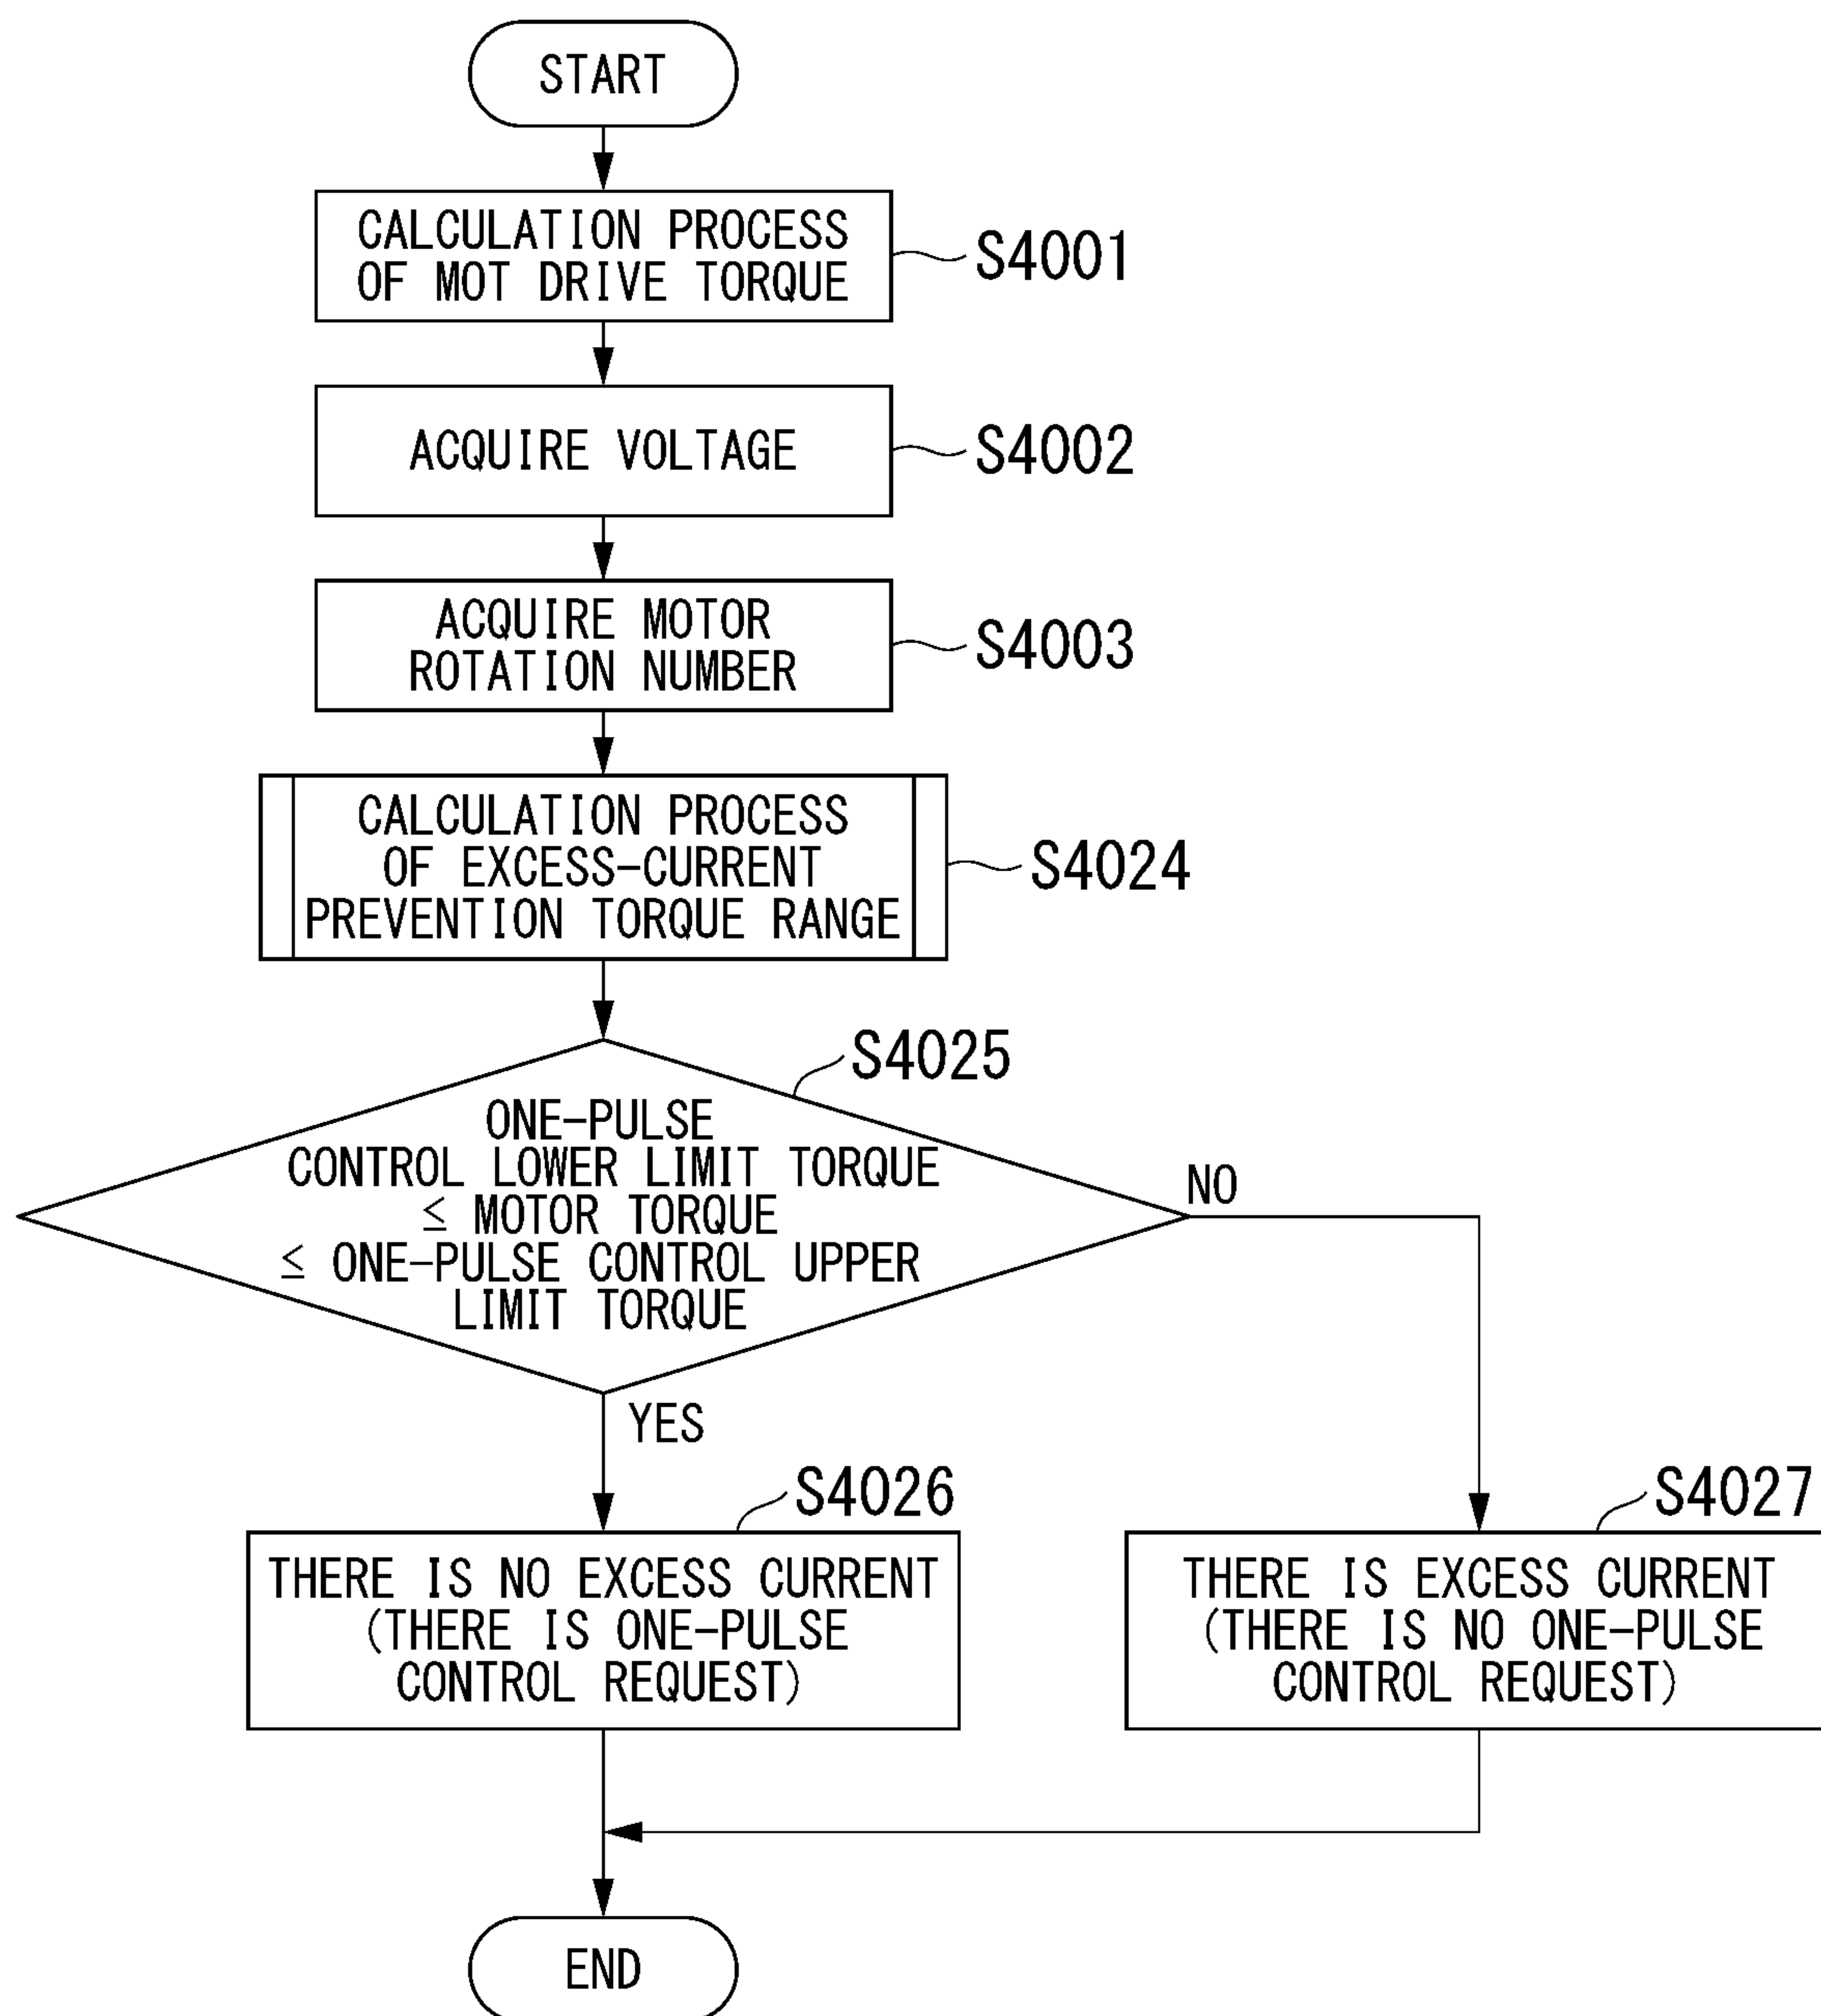 START
CALCULATION PROCESS
OF MOT DRIVE TORQUE
S4001
ACQUIRE VOLTAGE
S4002
ACQUIRE MOTOR
ROTATION NUMBER
S4003
CALCULATION PROCESS
OF EXCESS-CURRENT
PREVENTION TORQUE RANGE
S4024
S4025
ONE-PULSE
CONTROL LOWER LIMIT TORQUE
≤ MOTOR TORQUE
≤ ONE-PULSE CONTROL UPPER
LIMIT TORQUE
NO
YES
S4026
THERE IS NO EXCESS CURRENT
(THERE IS ONE-PULSE
CONTROL REQUEST)
S4027
THERE IS EXCESS CURRENT
(THERE IS NO ONE-PULSE
CONTROL REQUEST)
END